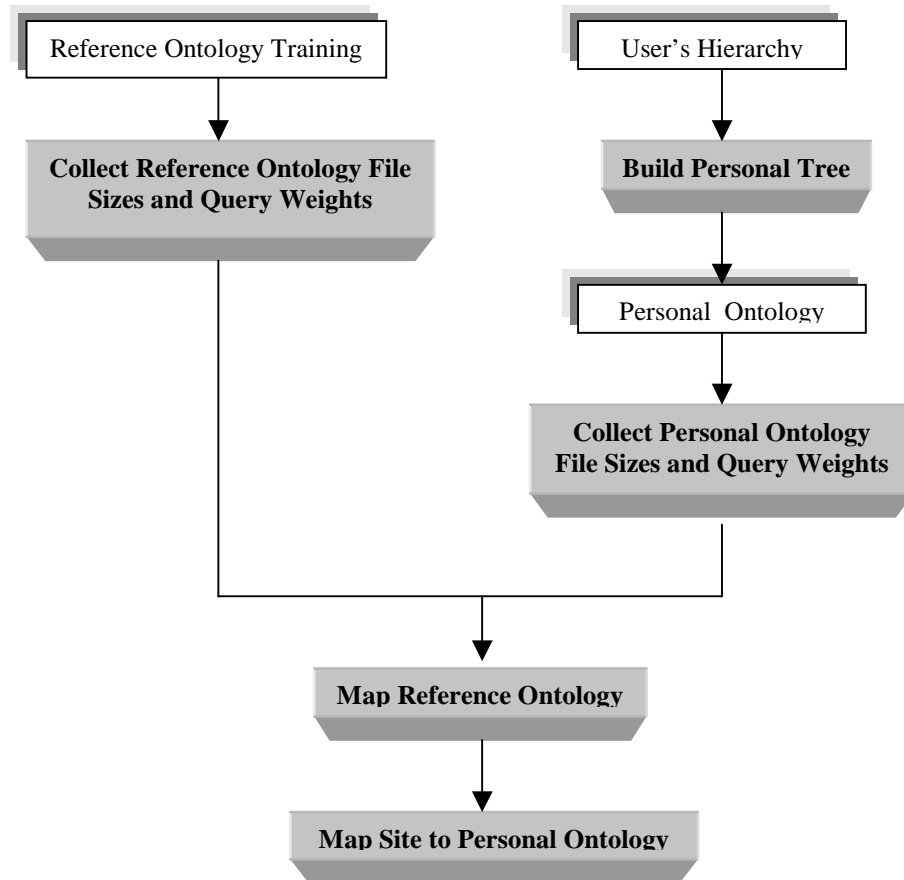 Reference Ontology Training
User's Hierarchy
Collect Reference Ontology File
Sizes and Query Weights
Build Personal Tree
Personal Ontology
Collect Personal Ontology
File Sizes and Query Weights
Map Reference Ontology
Map Site to Personal Ontology